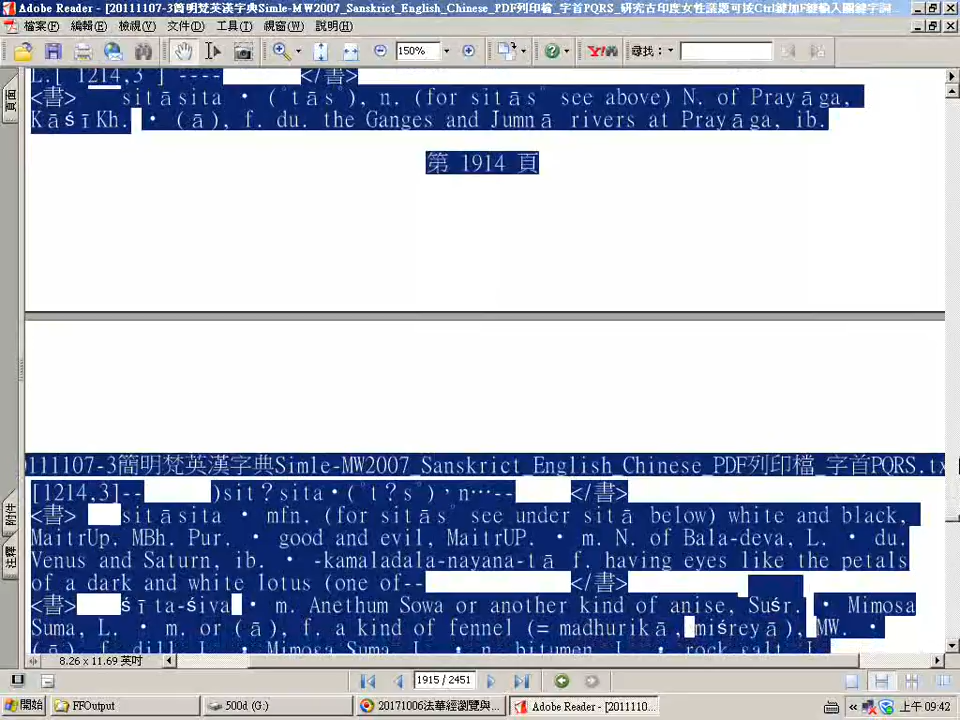 Adobe Reader - [20111107-3簡明梵英漢字典Simle-MW2007_Sanskrict_English_Chinese_PDF列印檔_字首PQRS_研究古印度女性議題可按Ctrl鍵加F鍵輸入關鍵字詞
檔案(F) 編輯(E) 檢視(V) 文件(D) 工具(T) 視窗(W) 說明(H)
150% Y! 尋找:
頁面
L.[ 1214,3 ] ---- </書>
<書> sitāsita • (°tās°), n. (for sitās° see above) N. of Prayāga,
KāśīKh. • (ā), f. du. the Ganges and Jumnā rivers at Prayāga, ib.
第 1914 頁
111107-3簡明梵英漢字典Simle-MW2007_Sanskrict_English_Chinese_PDF列印檔_字首PQRS.tx
[1214,3]-- )sit？sita•(°t？s°)，n…-- </書>
<書> sitāsita • mfn. (for sitās° see under sitā below) white and black,
MaitrUp. MBh. Pur. • good and evil, MaitrUP. • m. N. of Bala-deva, L. • du.
Venus and Saturn, ib. • -kamaladala-nayana-tā f. having eyes like the petals
of a dark and white lotus (one of-- </書>
<書> śīta-śiva • m. Anethum Sowa or another kind of anise, Suśr. • Mimosa
Suma, L. • m. or (ā), f. a kind of fennel (= madhurikā, miśreyā), MW. •
(ā), f. dill, L. • Mimosa Suma, L. • n. bitumen, L. • rock salt, L.
附件
注釋
8.26 x 11.69 英吋
1915 / 2451
開始 FFOutput 500d (G:) 20171006法華經瀏覽與... Adobe Reader - [2011110... « 上午 09:42